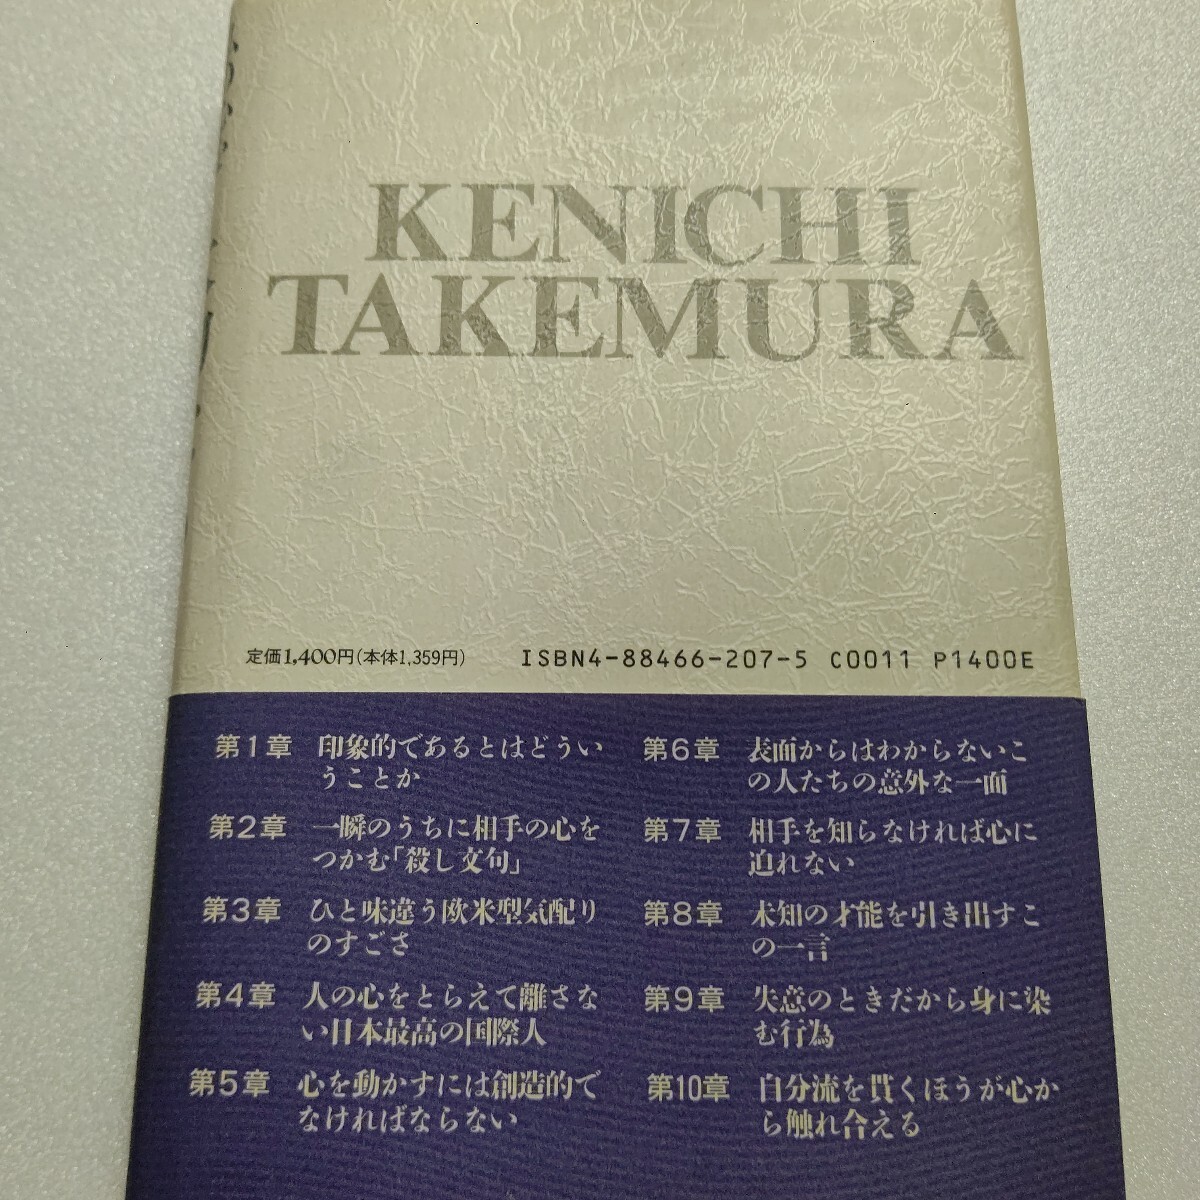 KENICHI
TAKEMURA
定価1,400円(本体1,359円)
ISBN4-88466-207-5 C0011 P1400E
第1章 印象的であるとはどうい
うことか
第2章 一瞬のうちに相手の心を
つかむ「殺し文句」
第3章 ひと味違う欧米型気配り
のすごさ
第4章 人の心をとらえて離さな
い日本最高の国際人
第5章 心を動かすには創造的で
なければならない
第6章 表面からはわからないこ
の人たちの意外な一面
第7章 相手を知らなければ心に
迫れない
第8章 未知の才能を引き出すこ
の一言
第9章 失意のときだから身に染
む行為
第10章 自分流を貫くほうが心か
ら触れ合える